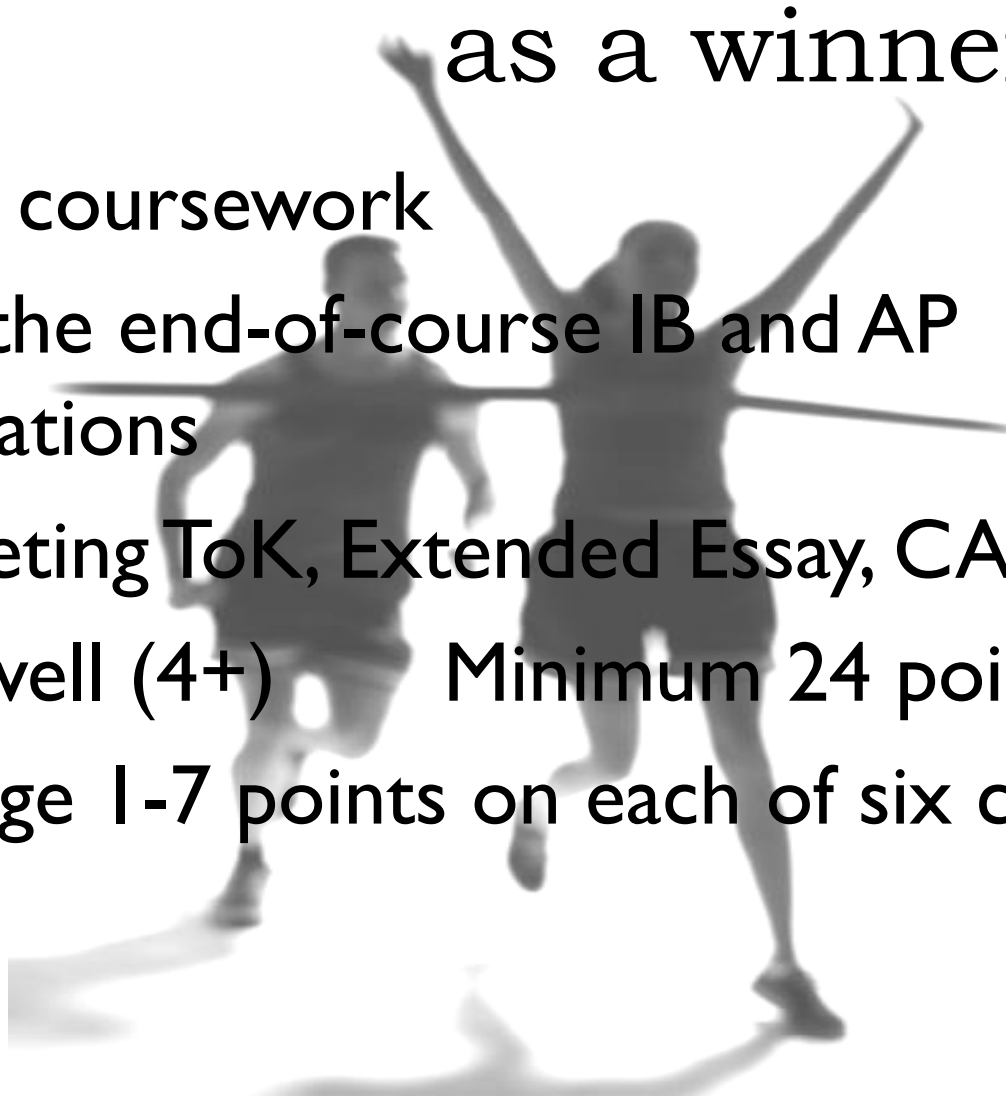 as a winne
coursework
the end-of-course IB and AP
ations
eting ToK, Extended Essay, CA
well (4+) Minimum 24 poi
ge 1-7 points on each of six c